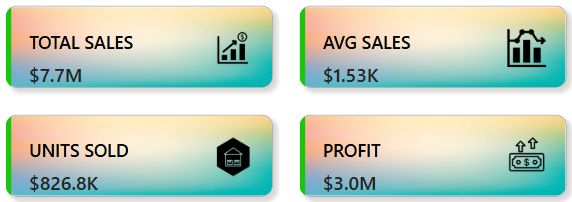 TOTAL SALES
$7.7M
AVG SALES
$1.53K
UNITS SOLD
$826.8K
PROFIT
$3.0M